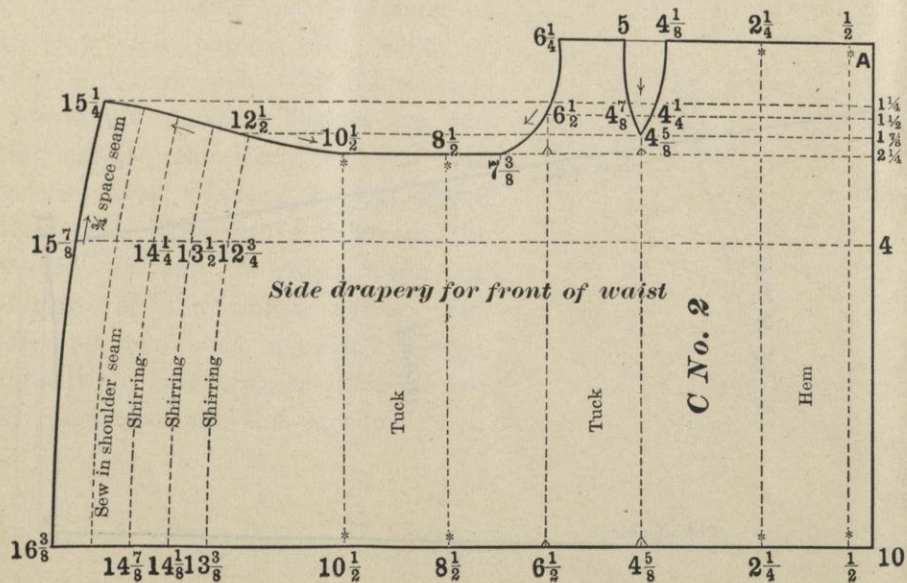 6¼ 5 4⅛ 2¼ ½
A
15¼ 1¼
6½ 4⅞ 4¼ 1½
12½ 10½ 8½ 4⅝ 1⅞
7⅜ 2¼
¾ space seam
15⅞ 14¼ 13½ 12¾ 4
Side drapery for front of waist
C No. 2
Sew in shoulder seam
Shirring
Shirring
Shirring
Tuck
Tuck
Hem
16⅜ 10
14⅞ 14⅛ 13⅜ 10½ 8½ 6½ 4⅝ 2¼ ½